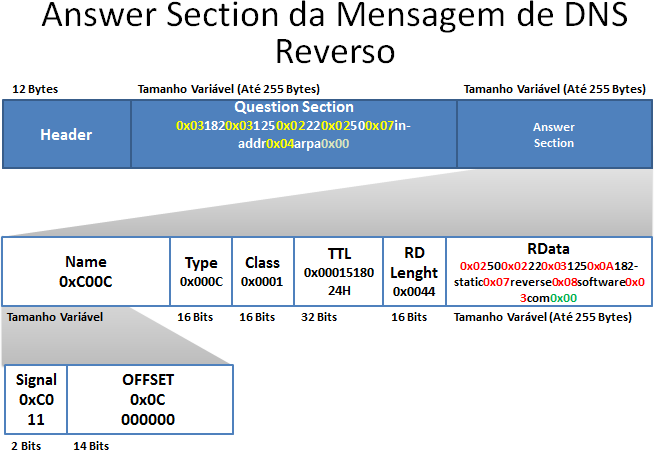 Answer Section da Mensagem de DNS
Reverso
12 Bytes
Tamanho Variável (Até 255 Bytes)
Tamanho Variável (Até 255 Bytes)
Header
Question Section
0x031820x031250x02220x02500x07in-
addr0x04arpa0x00
Answer
Section
Name
0xC00C
Type
0x000C
Class
0x0001
TTL
0x00015180
24H
RD
Lenght
0x0044
RData
0x02500x02220x031250x0A182-
static0x07reverse0x08software0x0
3com0x00
Tamanho Variável
16 Bits
16 Bits
32 Bits
16 Bits
Tamanho Varável (Até 255 Bytes)
Signal
0xC0
11
OFFSET
0x0C
000000
2 Bits
14 Bits